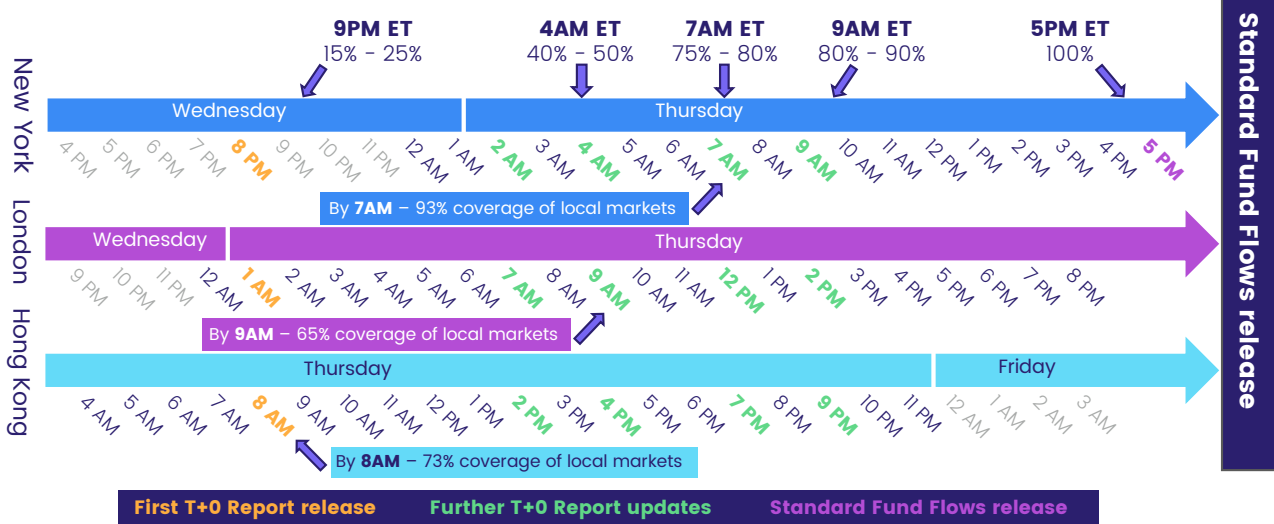 9PM ET
15% - 25%
4AM ET
40% - 50%
7AM ET
75% - 80%
9AM ET
80% - 90%
5PM ET
100%
New York
Wednesday
Thursday
4 PM
5 PM
6 PM
7 PM
8 PM
9 PM
10 PM
11 PM
12 AM
1 AM
2 AM
3 AM
4 AM
5 AM
6 AM
7 AM
8 AM
9 AM
10 AM
11 AM
12 PM
1 PM
2 PM
3 PM
4 PM
5 PM
By 7AM – 93% coverage of local markets
London
Wednesday
Thursday
9 PM
10 PM
11 PM
12 AM
1 AM
2 AM
3 AM
4 AM
5 AM
6 AM
7 AM
8 AM
9 AM
10 AM
11 AM
12 PM
1 PM
2 PM
3 PM
4 PM
5 PM
6 PM
7 PM
8 PM
By 9AM – 65% coverage of local markets
Hong Kong
Thursday
Friday
4 AM
5 AM
6 AM
7 AM
8 AM
9 AM
10 AM
11 AM
12 PM
1 PM
2 PM
3 PM
4 PM
5 PM
6 PM
7 PM
8 PM
9 PM
10 PM
11 PM
12 AM
1 AM
2 AM
3 AM
By 8AM – 73% coverage of local markets
Standard Fund Flows release
First T+0 Report release
Further T+0 Report updates
Standard Fund Flows release